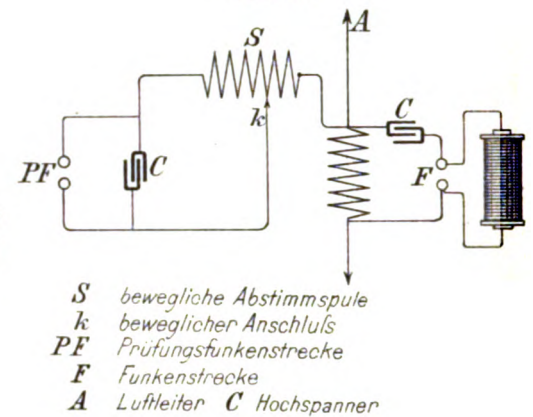 A
S
C
k
C
PF
F
S bewegliche Abstimmspule
k beweglicher Anschluſs
PF Prüfungsfunkenstrecke
F Funkenstrecke
A Luftleiter C Hochspanner